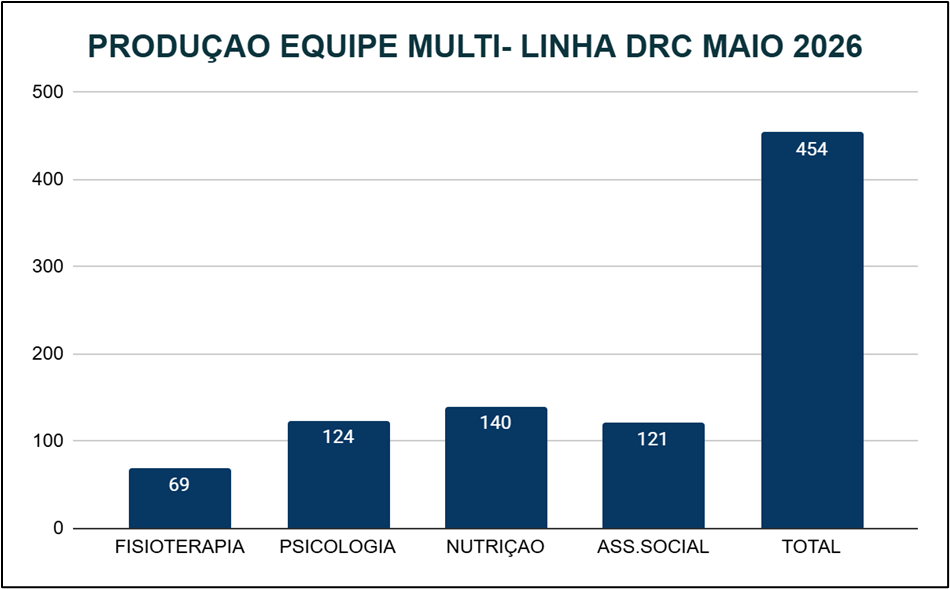 PRODUÇAO EQUIPE MULTI- LINHA DRC MAIO 2026
500
400
300
200
100
0
69
124
140
121
454
FISIOTERAPIA
PSICOLOGIA
NUTRIÇAO
ASS.SOCIAL
TOTAL